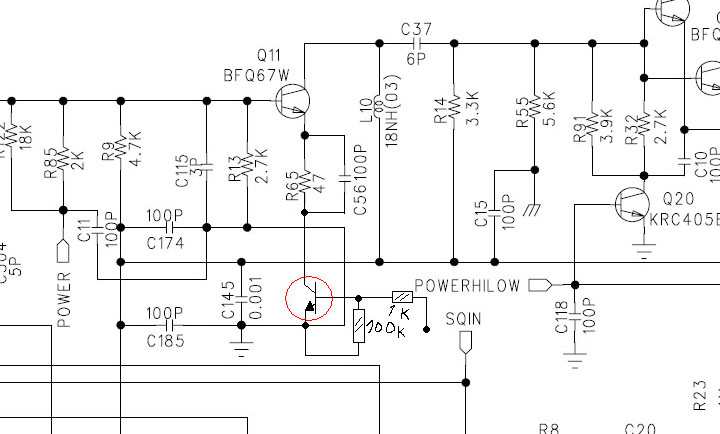 C37
6P
Q11
BFQ67W
BFQ
L10
18NH(03)
R14
3.3K
R55
5.6K
R91
3.9K
R32
2.7K
18K
R85
2K
R9
4.7K
C115
3P
R13
2.7K
R65
47
C56
100P
C10
100P
C15
100P
Q20
KRC405E
C11
100P
100P
C174
5P
POWER
C145
0.001
POWERHILOW
1K
100k
SQIN
C118
100P
100P
C185
R23
R8
C20